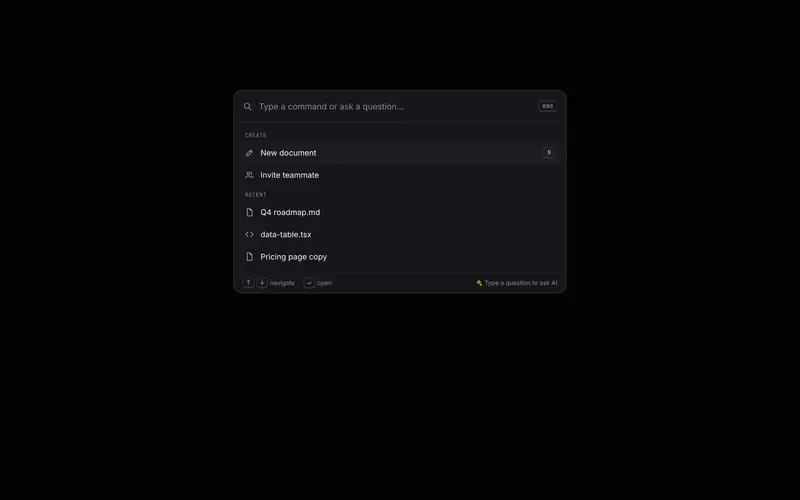 Type a command or ask a question... esc
CREATE
New document N
Invite teammate
RECENT
Q4 roadmap.md
data-table.tsx
Pricing page copy
↑ ↓ navigate ↵ open Type a question to ask AI